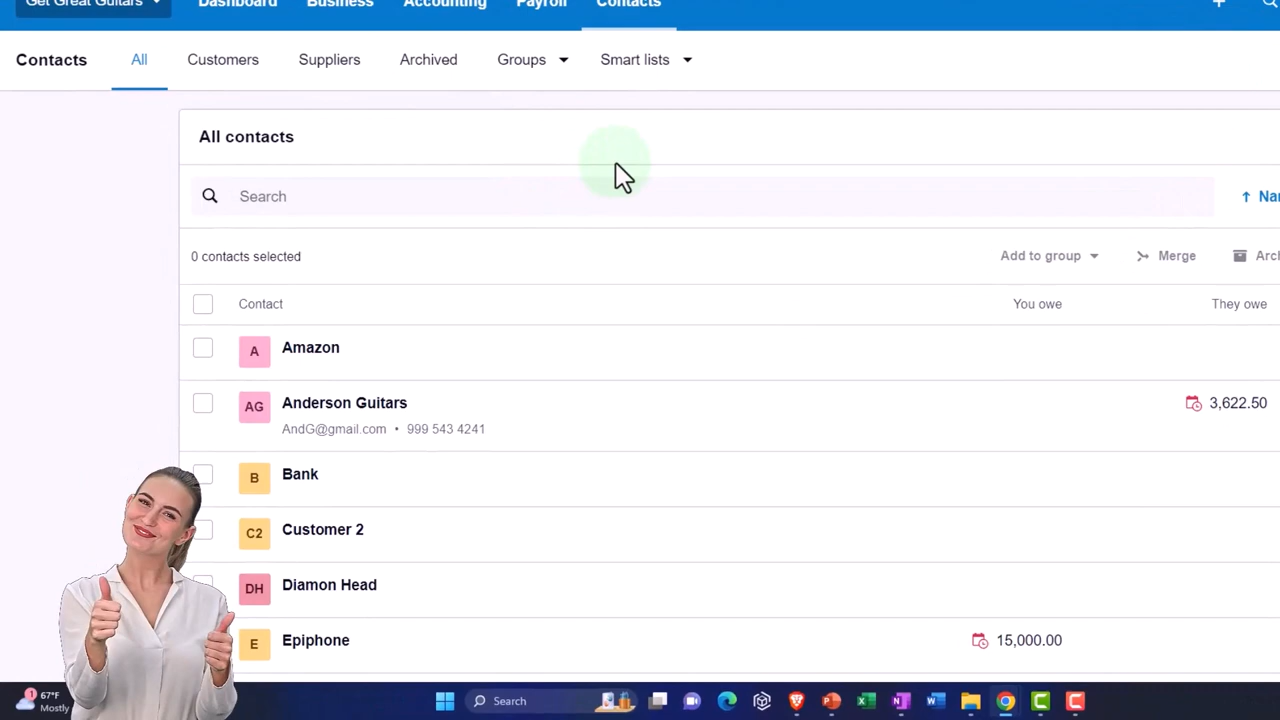 Get Great Guitars Dashboard Business Accounting Payroll Contacts
Contacts All Customers Suppliers Archived Groups Smart lists
All contacts
Search Nar
0 contacts selected Add to group Merge Arch
Contact You owe They owe
A Amazon
AG Anderson Guitars 3,622.50
AndG@gmail.com • 999 543 4241
B Bank
C2 Customer 2
DH Diamon Head
E Epiphone 15,000.00
1 67°F
Mostly
Search